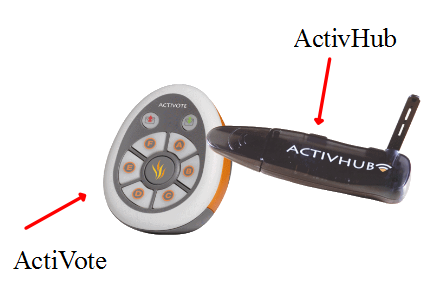 ActivHub
ACTIVOTE
F A
E B
D C
ACTIVHUB
ActiVote